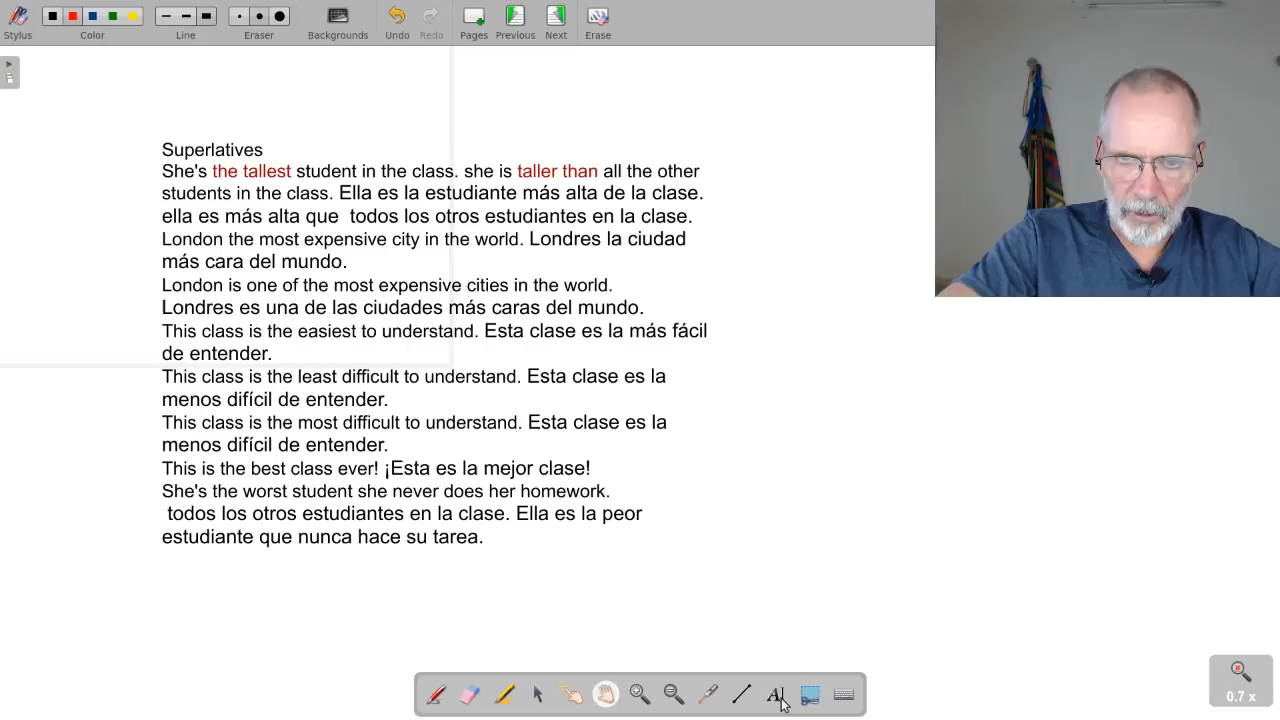 Stylus Color Line Eraser Backgrounds Undo Redo Pages Previous Next Erase
Superlatives
She's the tallest student in the class. she is taller than all the other
students in the class. Ella es la estudiante más alta de la clase.
ella es más alta que  todos los otros estudiantes en la clase.
London the most expensive city in the world. Londres la ciudad
más cara del mundo.
London is one of the most expensive cities in the world.
Londres es una de las ciudades más caras del mundo.
This class is the easiest to understand. Esta clase es la más fácil
de entender.
This class is the least difficult to understand. Esta clase es la
menos difícil de entender.
This class is the most difficult to understand. Esta clase es la
menos difícil de entender.
This is the best class ever! ¡Esta es la mejor clase!
She's the worst student she never does her homework.
todos los otros estudiantes en la clase. Ella es la peor
estudiante que nunca hace su tarea.
0.7 x